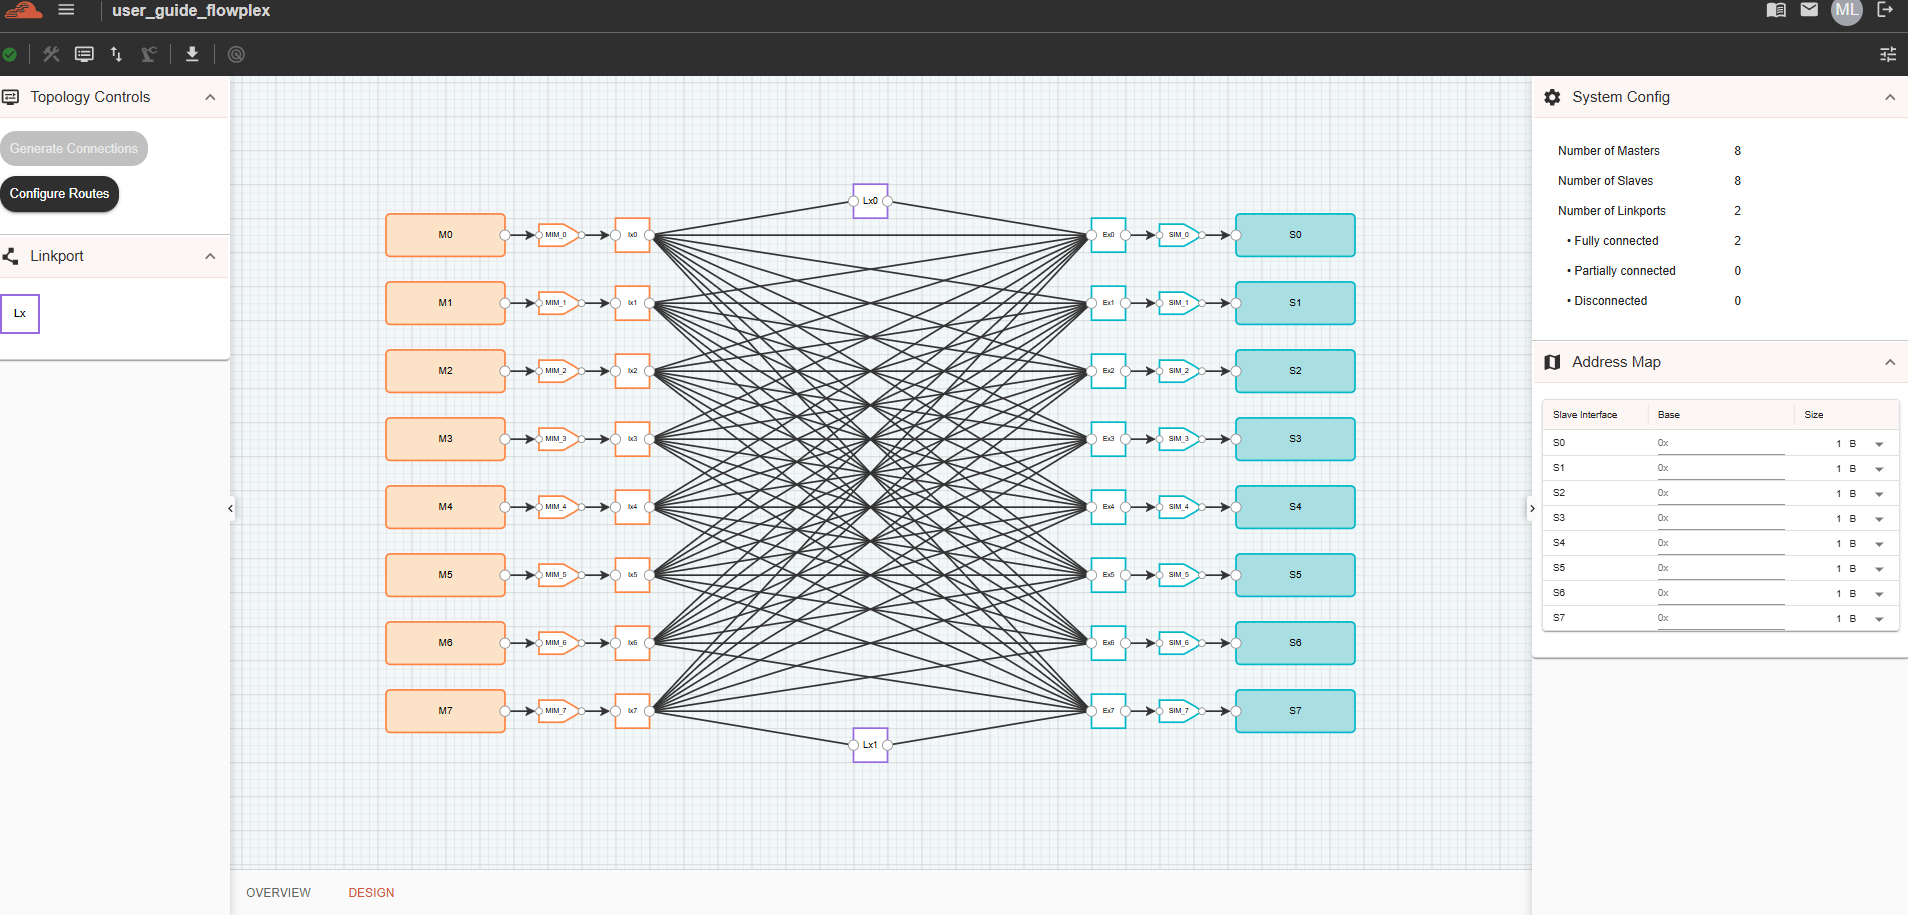 user_guide_flowplex
ML
Topology Controls
Generate Connections
Configure Routes
Linkport
Lx
Lx0
M0 MIM_0 Ix0 Ex0 SIM_0 S0
M1 MIM_1 Ix1 Ex1 SIM_1 S1
M2 MIM_2 Ix2 Ex2 SIM_2 S2
M3 MIM_3 Ix3 Ex3 SIM_3 S3
M4 MIM_4 Ix4 Ex4 SIM_4 S4
M5 MIM_5 Ix5 Ex5 SIM_5 S5
M6 MIM_6 Ix6 Ex6 SIM_6 S6
M7 MIM_7 Ix7 Ex7 SIM_7 S7
Lx1
OVERVIEW DESIGN
System Config
Number of Masters 8
Number of Slaves 8
Number of Linkports 2
• Fully connected 2
• Partially connected 0
• Disconnected 0
Address Map
Slave Interface Base Size
S0 0x 1 B
S1 0x 1 B
S2 0x 1 B
S3 0x 1 B
S4 0x 1 B
S5 0x 1 B
S6 0x 1 B
S7 0x 1 B